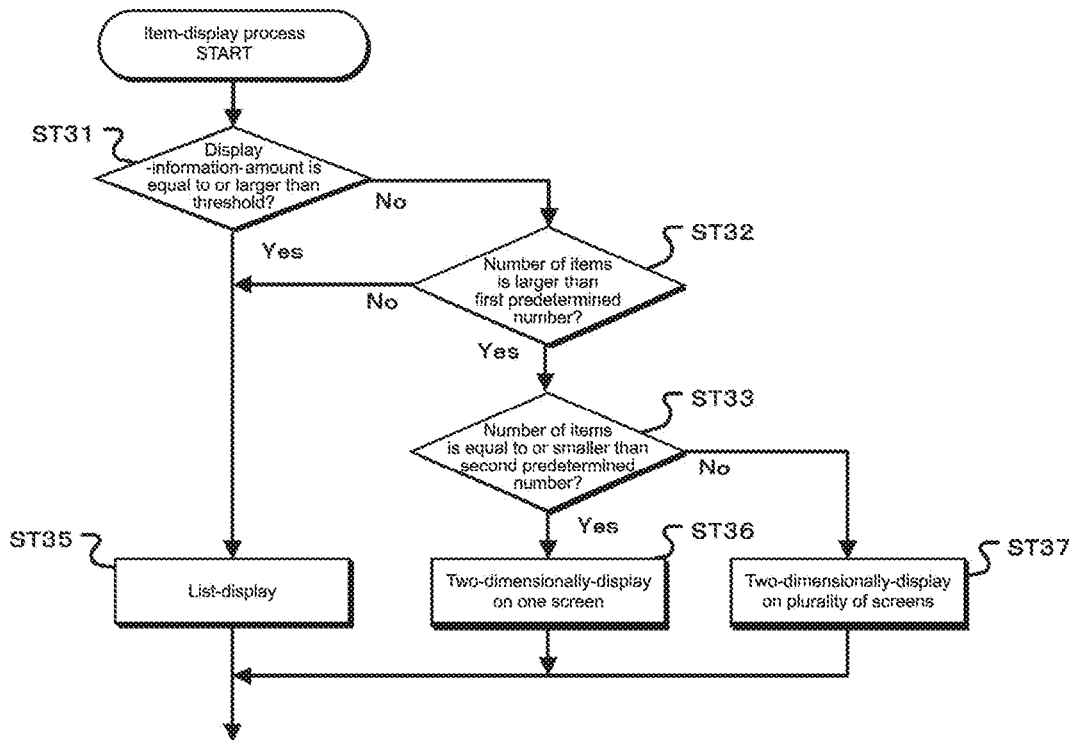 Item-display process
START
ST31
Display
-information-amount is
equal to or larger than
threshold?
No
Yes
ST32
Number of items
is larger than
first predetermined
number?
No
Yes
ST33
Number of items
is equal to or smaller than
second predetermined
number?
No
Yes
ST35
List-display
ST36
Two-dimensionally-display
on one screen
ST37
Two-dimensionally-display
on plurality of screens